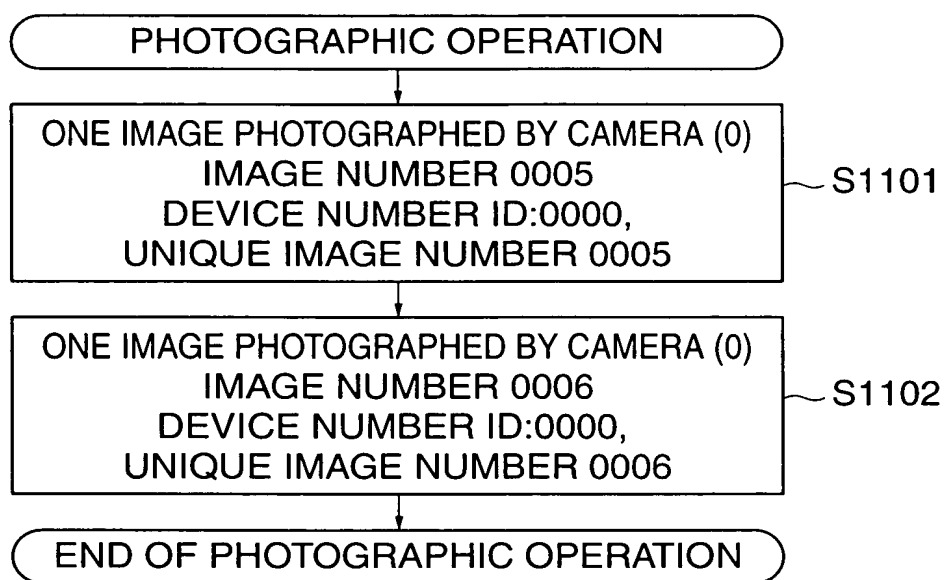 PHOTOGRAPHIC OPERATION
ONE IMAGE PHOTOGRAPHED BY CAMERA (0)
IMAGE NUMBER 0005
DEVICE NUMBER ID:0000,
UNIQUE IMAGE NUMBER 0005
S1101
ONE IMAGE PHOTOGRAPHED BY CAMERA (0)
IMAGE NUMBER 0006
DEVICE NUMBER ID:0000,
UNIQUE IMAGE NUMBER 0006
S1102
END OF PHOTOGRAPHIC OPERATION